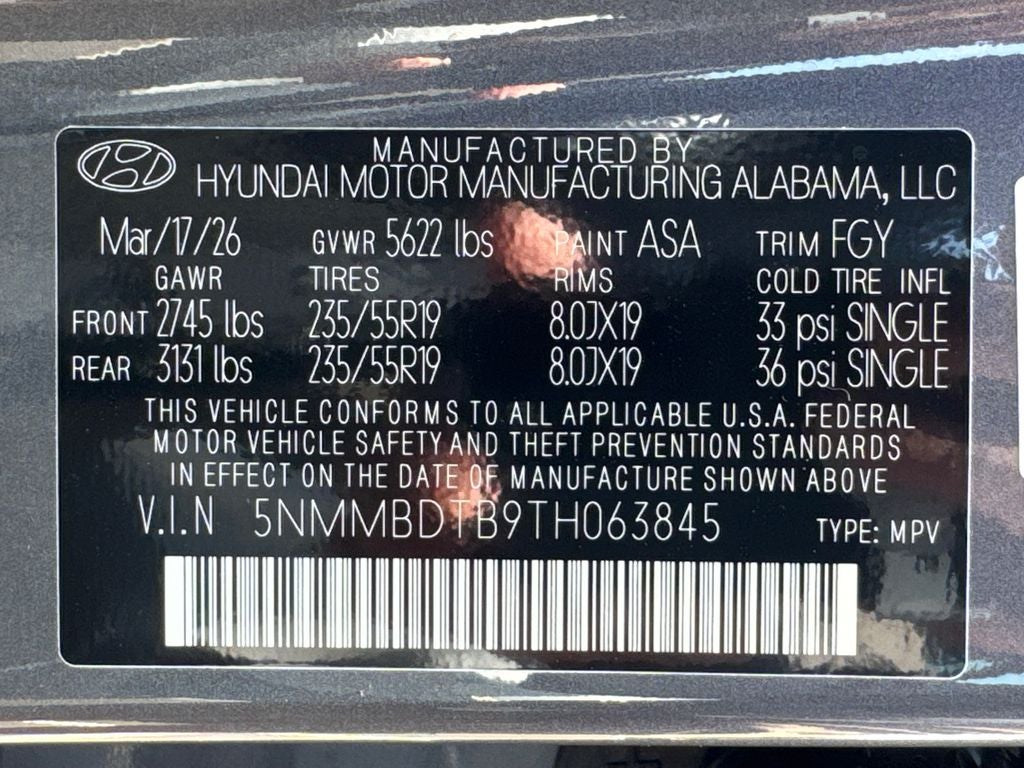 MANUFACTURED BY
HYUNDAI MOTOR MANUFACTURING ALABAMA, LLC
Mar/17/26 GVWR 5622 lbs PAINT ASA TRIM FGY
GAWR TIRES RIMS COLD TIRE INFL
FRONT 2745 lbs 235/55R19 8.0JX19 33 psi SINGLE
REAR 3131 lbs 235/55R19 8.0JX19 36 psi SINGLE
THIS VEHICLE CONFORMS TO ALL APPLICABLE U.S.A. FEDERAL
MOTOR VEHICLE SAFETY AND THEFT PREVENTION STANDARDS
IN EFFECT ON THE DATE OF MANUFACTURE SHOWN ABOVE
V.I.N 5NMMBDTB9TH063845 TYPE: MPV